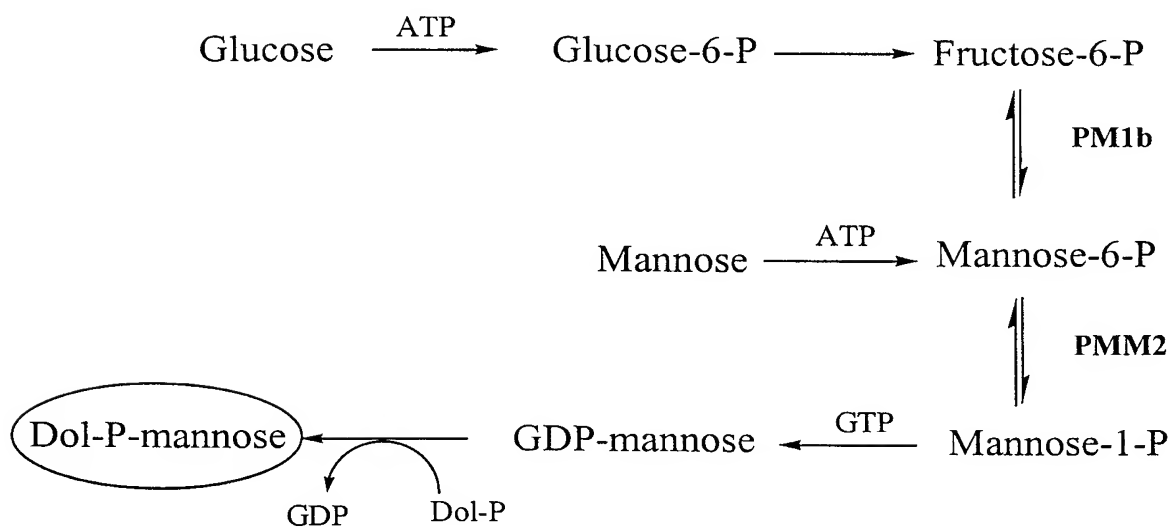 ATP
Glucose Glucose-6-P Fructose-6-P
PM1b
ATP
Mannose Mannose-6-P
PMM2
GTP
Dol-P-mannose GDP-mannose Mannose-1-P
GDP Dol-P